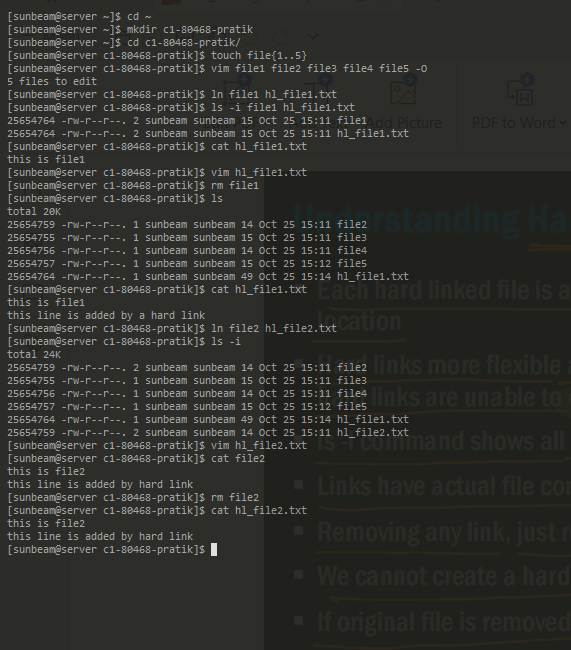 [sunbeam@server ~]$ cd ~
[sunbeam@server ~]$ mkdir c1-80468-pratik
[sunbeam@server ~]$ cd c1-80468-pratik/
[sunbeam@server c1-80468-pratik]$ touch file{1..5}
[sunbeam@server c1-80468-pratik]$ vim file1 file2 file3 file4 file5 -O
5 files to edit
[sunbeam@server c1-80468-pratik]$ ln file1 hl_file1.txt
[sunbeam@server c1-80468-pratik]$ ls -i file1 hl_file1.txt
25654764 -rw-r--r--. 2 sunbeam sunbeam 15 Oct 25 15:11 file1
25654764 -rw-r--r--. 2 sunbeam sunbeam 15 Oct 25 15:11 hl_file1.txt
Add Picture
PDF to Word
[sunbeam@server c1-80468-pratik]$ cat hl_file1.txt
this is file1
[sunbeam@server c1-80468-pratik]$ vim hl_file1.txt
[sunbeam@server c1-80468-pratik]$ rm file1
[sunbeam@server c1-80468-pratik]$ ls
total 20K
25654759 -rw-r--r--. 1 sunbeam sunbeam 14 Oct 25 15:11 file2
25654755 -rw-r--r--. 1 sunbeam sunbeam 15 Oct 25 15:11 file3
25654756 -rw-r--r--. 1 sunbeam sunbeam 14 Oct 25 15:11 file4
25654757 -rw-r--r--. 1 sunbeam sunbeam 15 Oct 25 15:12 file5
25654764 -rw-r--r--. 1 sunbeam sunbeam 49 Oct 25 15:14 hl_file1.txt
[sunbeam@server c1-80468-pratik]$ cat hl_file1.txt
this is file1
this line is added by a hard link
[sunbeam@server c1-80468-pratik]$ ln file2 hl_file2.txt
[sunbeam@server c1-80468-pratik]$ ls -i
total 24K
25654759 -rw-r--r--. 2 sunbeam sunbeam 14 Oct 25 15:11 file2
25654755 -rw-r--r--. 1 sunbeam sunbeam 15 Oct 25 15:11 file3
25654756 -rw-r--r--. 1 sunbeam sunbeam 14 Oct 25 15:11 file4
25654757 -rw-r--r--. 1 sunbeam sunbeam 15 Oct 25 15:12 file5
25654764 -rw-r--r--. 1 sunbeam sunbeam 49 Oct 25 15:14 hl_file1.txt
25654759 -rw-r--r--. 2 sunbeam sunbeam 14 Oct 25 15:11 hl_file2.txt
[sunbeam@server c1-80468-pratik]$ vim hl_file2.txt
[sunbeam@server c1-80468-pratik]$ cat file2
this is file2
this line is added by hard link
[sunbeam@server c1-80468-pratik]$ rm file2
[sunbeam@server c1-80468-pratik]$ cat hl_file2.txt
this is file2
this line is added by hard link
[sunbeam@server c1-80468-pratik]$
Understanding Ha
Each hard linked file is a
location
Hard links more flexible
links are unable to
ls -l command shows all
Links have actual file co
Removing any link, just r
We cannot create a hard
If original file is removed